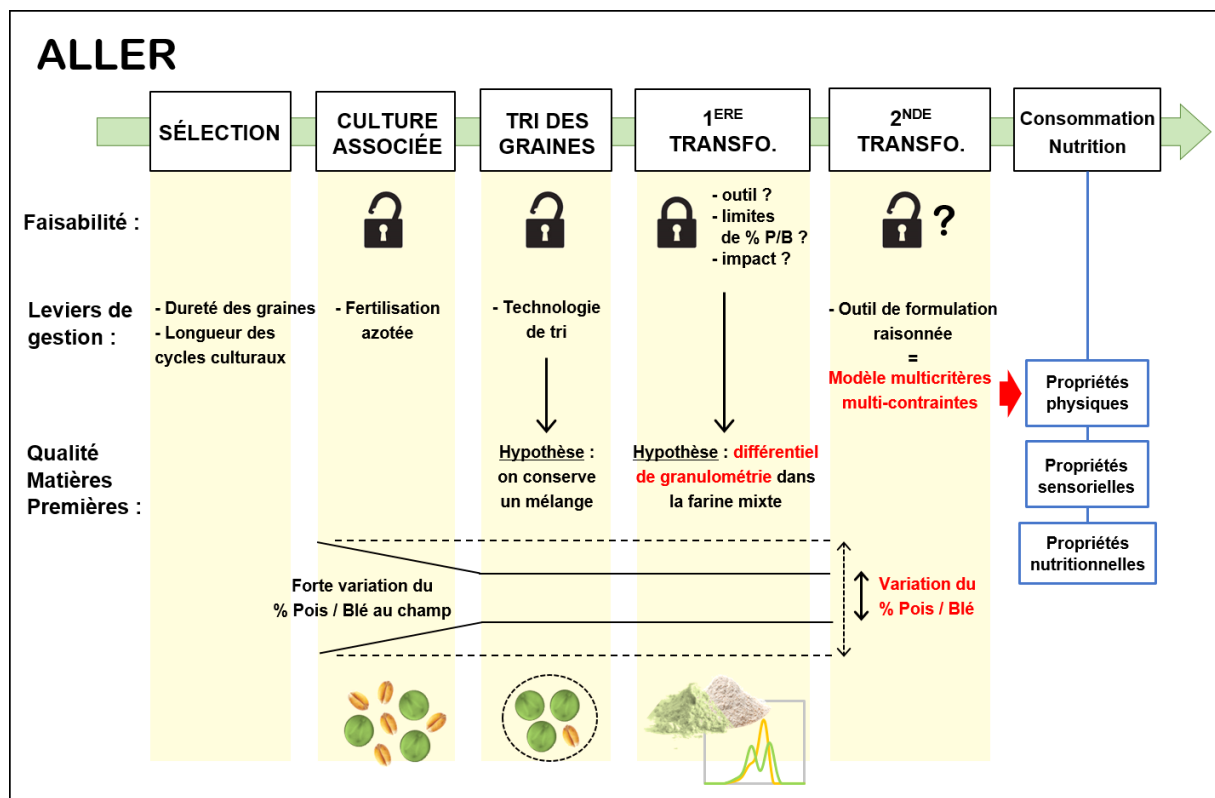 ALLER
SÉLECTION
CULTURE
ASSOCIÉE
TRI DES
GRAINES
1ERE
TRANSFO.
2NDE
TRANSFO.
Consommation
Nutrition
Faisabilité :
- outil ?
- limites
de % P/B ?
- impact ?
?
Leviers de
gestion :
- Dureté des graines
- Longueur des
cycles culturaux
- Fertilisation
azotée
- Technologie
de tri
- Outil de formulation
raisonnée
=
Modèle multicritères
multi-contraintes
Propriétés
physiques
Propriétés
sensorielles
Propriétés
nutritionnelles
Qualité
Matières
Premières :
Hypothèse :
on conserve
un mélange
Hypothèse : différentiel
de granulométrie dans
la farine mixte
Forte variation du
% Pois / Blé au champ
Variation du
% Pois / Blé